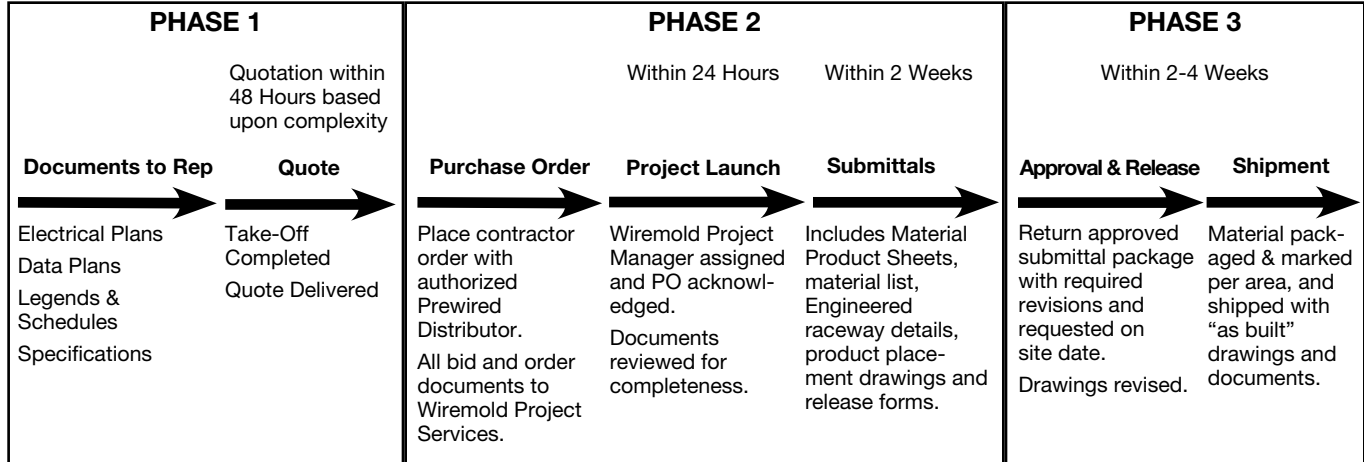 PHASE 1
Quotation within
48 Hours based
upon complexity
Documents to Rep
Electrical Plans
Data Plans
Legends &
Schedules
Specifications
Quote
Take-Off
Completed
Quote Delivered
PHASE 2
Purchase Order
Place contractor
order with
authorized
Prewired
Distributor.
All bid and order
documents to
Wiremold Project
Services.
Within 24 Hours
Project Launch
Wiremold Project
Manager assigned
and PO acknowl-
edged.
Documents
reviewed for
completeness.
Within 2 Weeks
Submittals
Includes Material
Product Sheets,
material list,
Engineered
raceway details,
product place-
ment drawings and
release forms.
PHASE 3
Within 2-4 Weeks
Approval & Release
Return approved
submittal package
with required
revisions and
requested on
site date.
Drawings revised.
Shipment
Material pack-
aged & marked
per area, and
shipped with
“as built”
drawings and
documents.